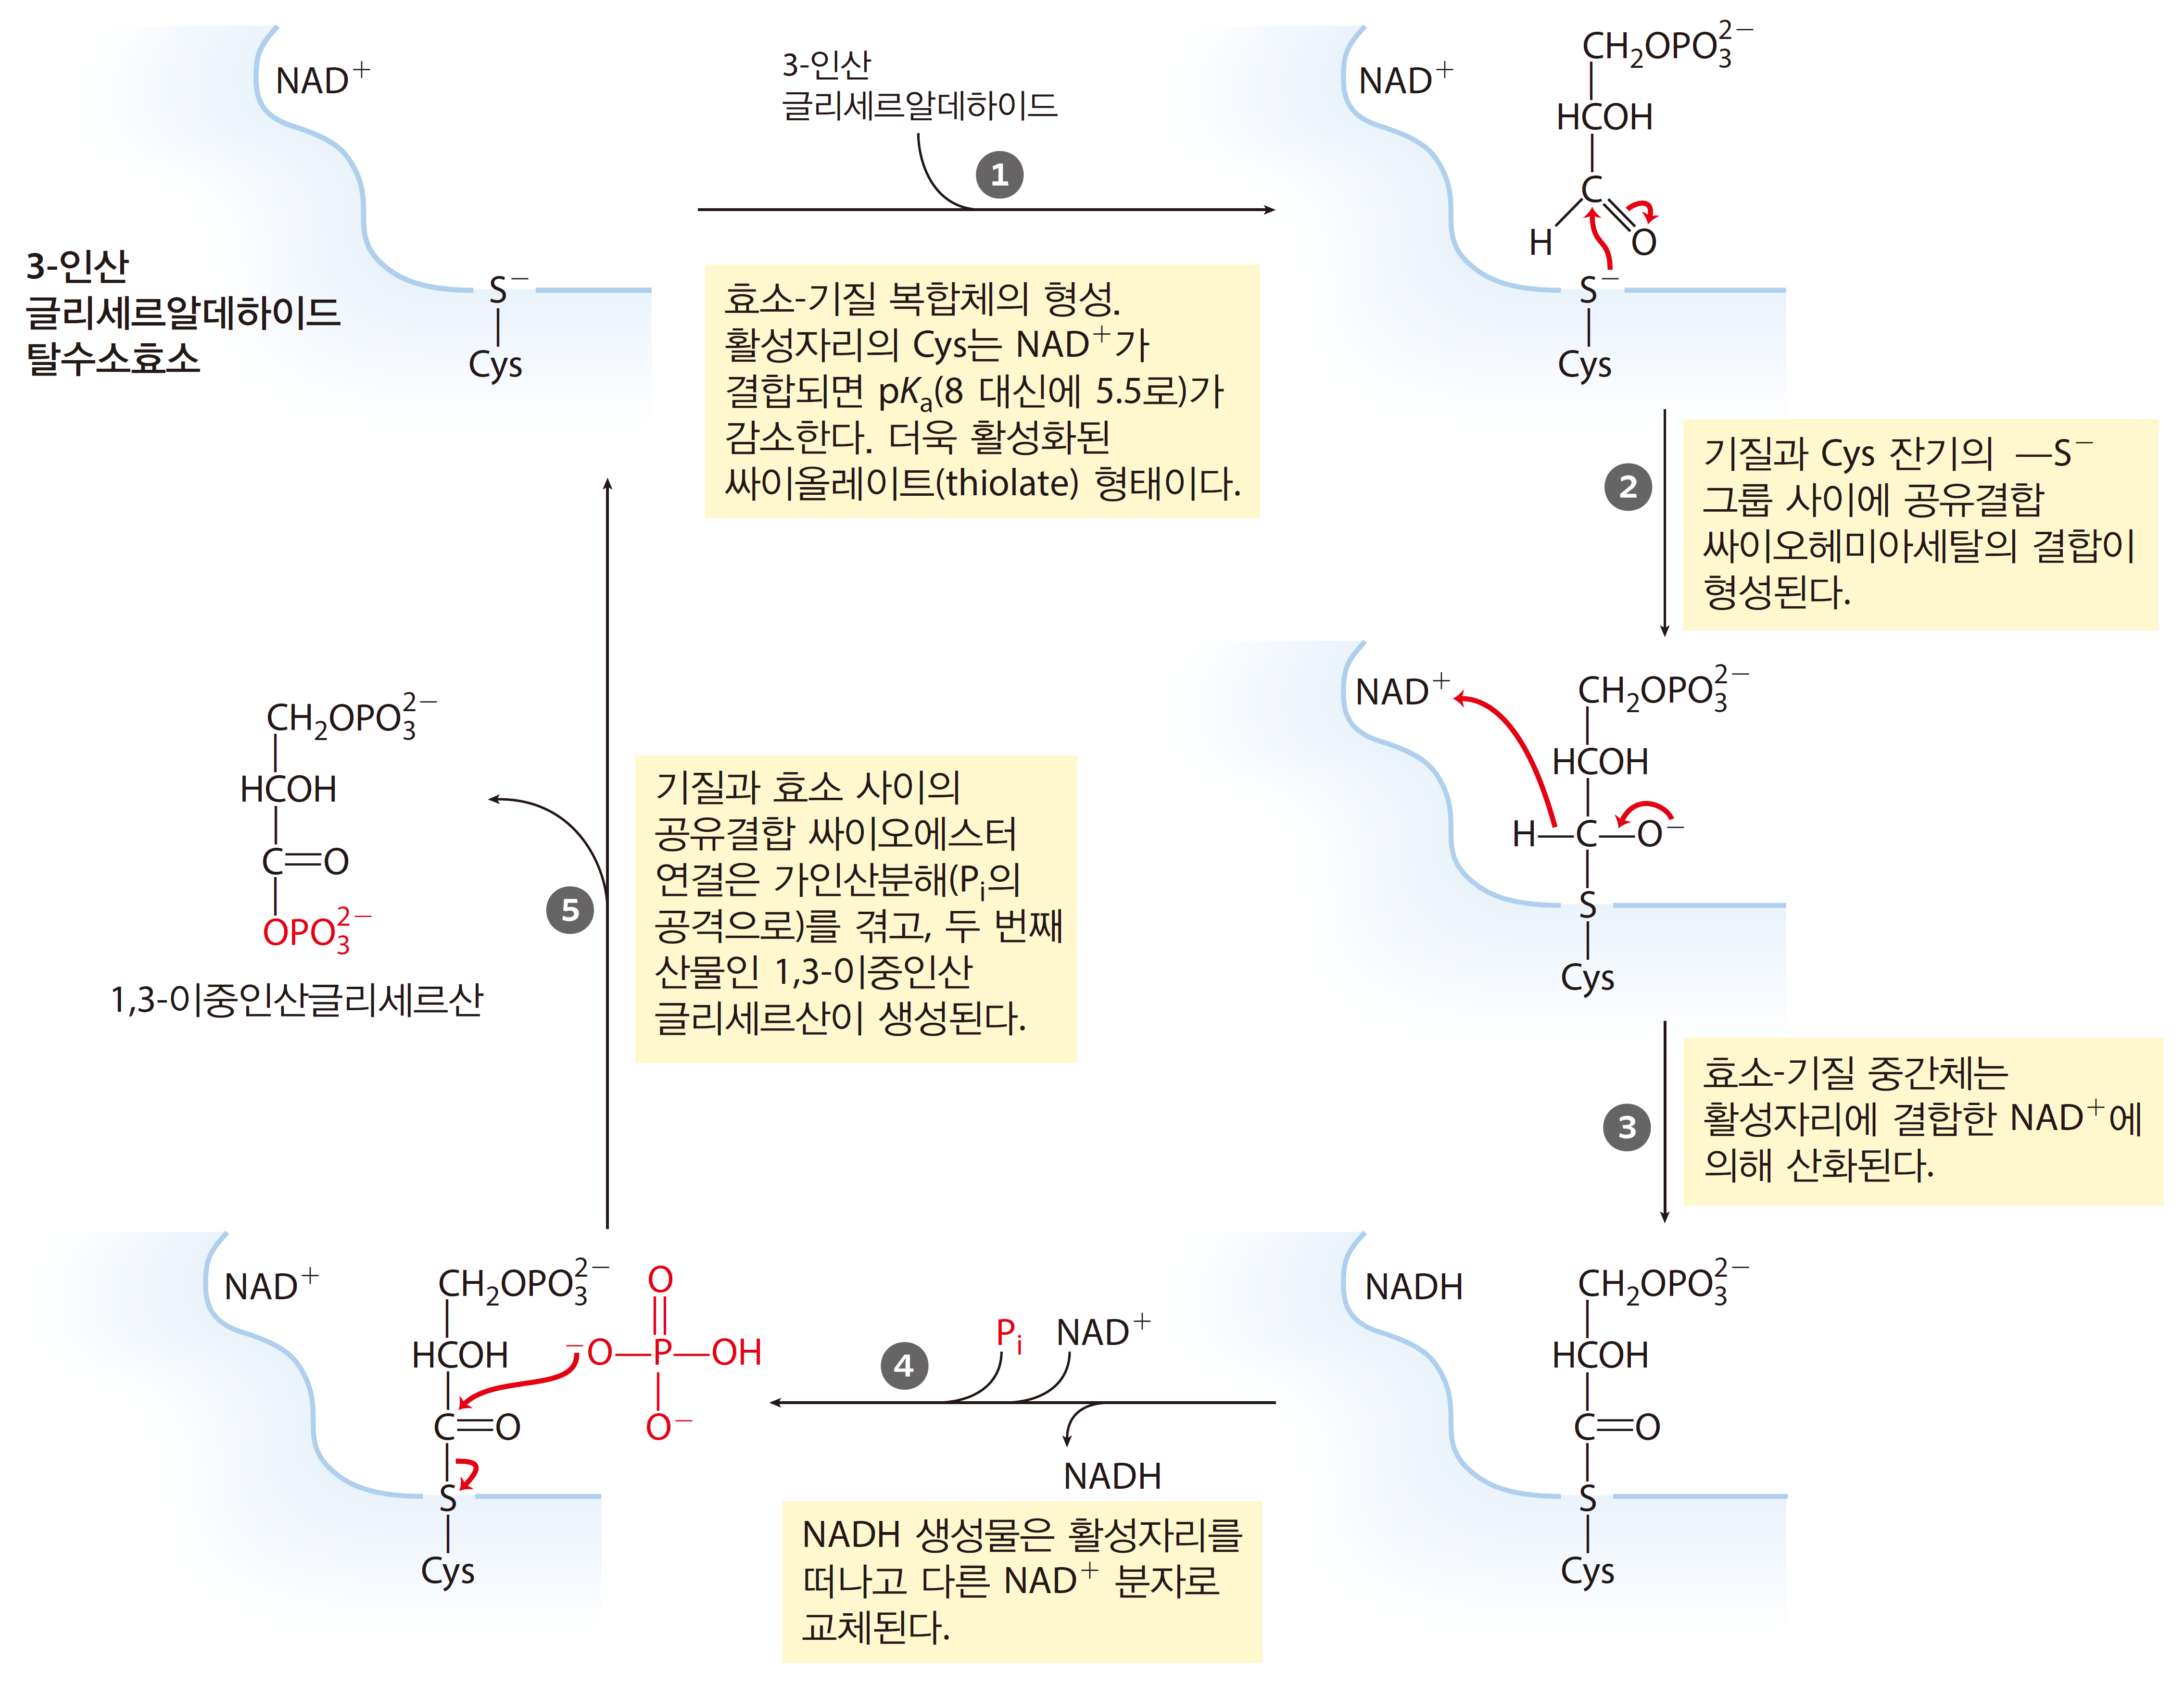 NAD+
3-인산
글리세르알데하이드
탈수소효소
S−
Cys
3-인산
글리세르알데하이드
1
효소-기질 복합체의 형성.
활성자리의 Cys는 NAD+가
결합되면 pKa(8 대신에 5.5로)가
감소한다. 더욱 활성화된
싸이올레이트(thiolate) 형태이다.
NAD+
CH2OPO3 2−
HCOH
C
H
O
S−
Cys
2
기질과 Cys 잔기의 —S−
그룹 사이에 공유결합
싸이오헤미아세탈의 결합이
형성된다.
NAD+
CH2OPO3 2−
HCOH
H—C—O−
S
Cys
3
효소-기질 중간체는
활성자리에 결합한 NAD+에
의해 산화된다.
NADH
CH2OPO3 2−
HCOH
C=O
S
Cys
4
Pi
NAD+
NADH
NADH 생성물은 활성자리를
떠나고 다른 NAD+ 분자로
교체된다.
NAD+
CH2OPO3 2−
HCOH
C=O
S
Cys
O
−O—P—OH
O−
5
기질과 효소 사이의
공유결합 싸이오에스터
연결은 가인산분해(Pi의
공격으로)를 겪고, 두 번째
산물인 1,3-이중인산
글리세르산이 생성된다.
CH2OPO3 2−
HCOH
C=O
OPO3 2−
1,3-이중인산글리세르산